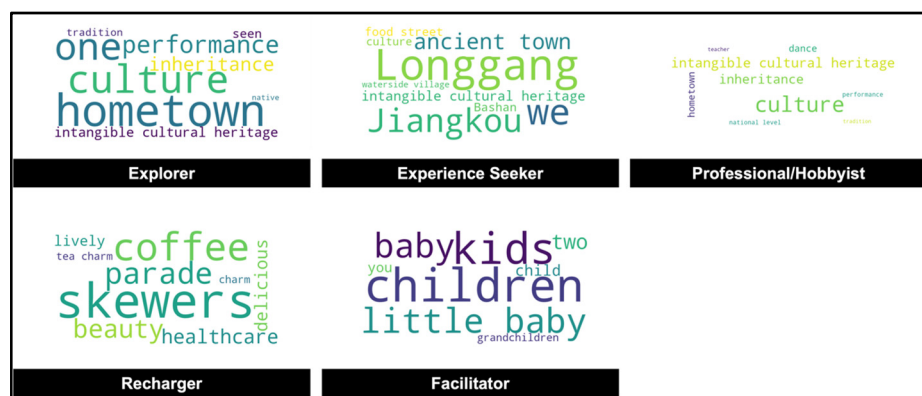 tradition
seen
one performance
inheritance
culture
hometown
native
intangible cultural heritage
Explorer
food street
culture
ancient town
Longgang
waterside village
intangible cultural heritage
Bashan
Jiangkou
we
Experience Seeker
teacher
dance
intangible cultural heritage
inheritance
hometown
culture
performance
national level
tradition
Professional/Hobbyist
lively
coffee
tea charm
parade
charm
delicious
skewers
beauty
healthcare
Recharger
baby
kids
two
you
child
children
little baby
grandchildren
Facilitator